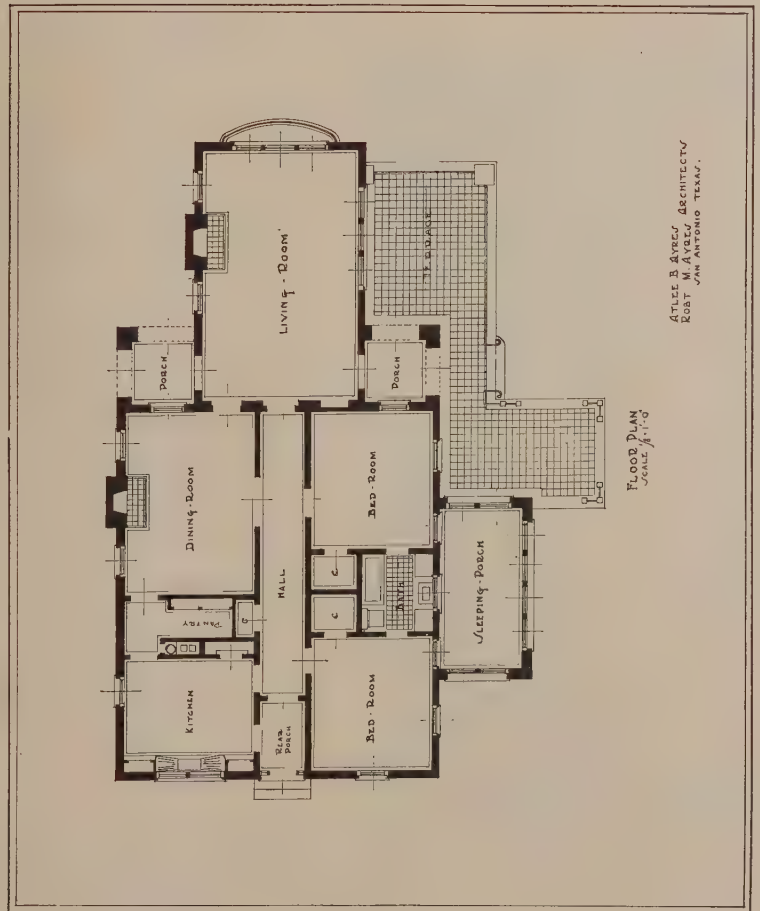 LIVING-ROOM
TERRACE
PORCH
PORCH
DINING-ROOM
HALL
BED-ROOM
C
C
C
BATH
PANTRY
KITCHEN
REAR
PORCH
BED-ROOM
SLEEPING-PORCH
FLOOR PLAN
SCALE 1/8"-1'-0"
ATLEE B AYRES
ROBT M. AYRES ARCHITECTS
SAN ANTONIO TEXAS.